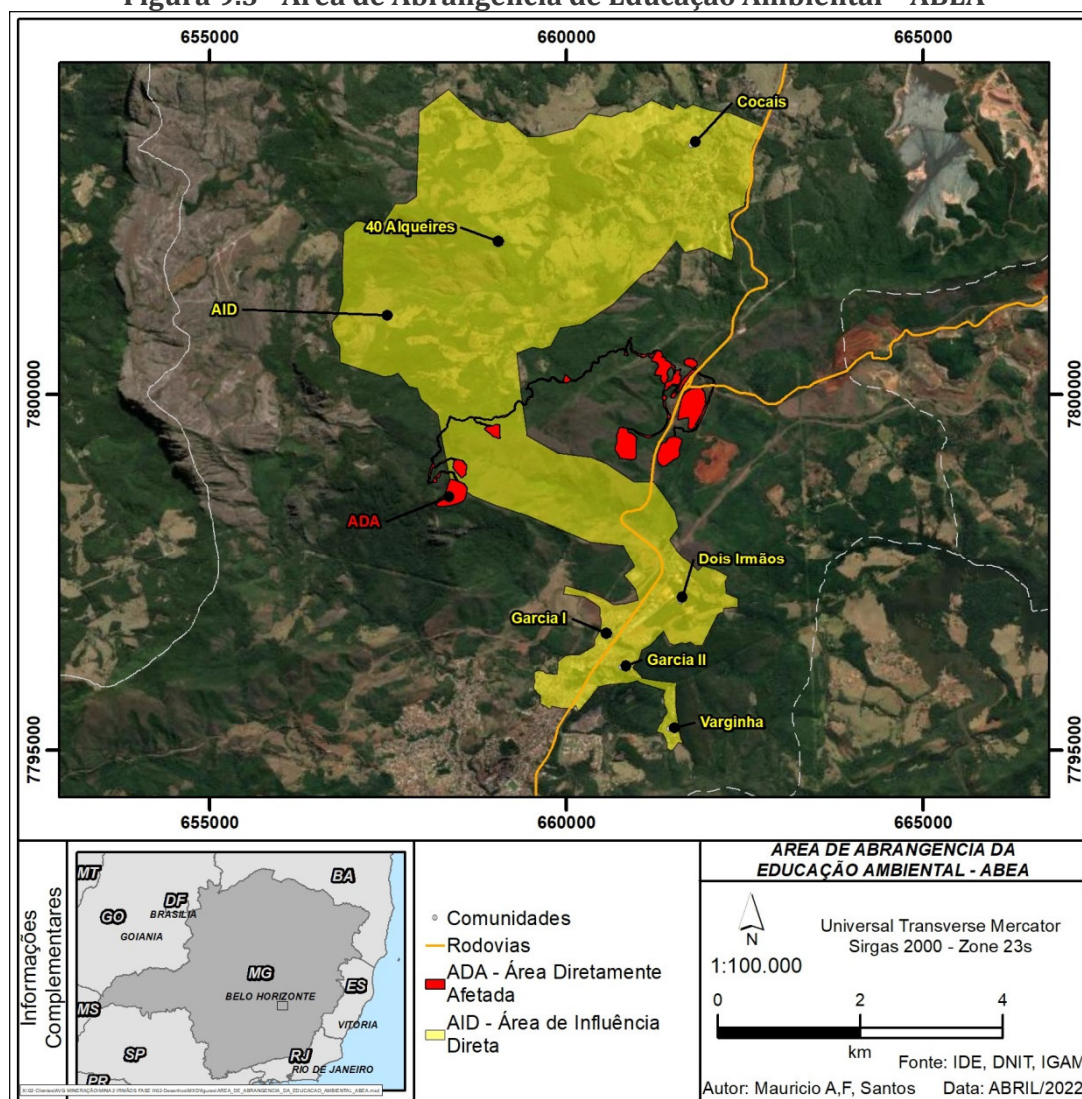 Figura 9.3 - Área de Abrangência de Educação Ambiental - ABEA
655000
660000
665000
Cocais
40 Alqueires
AID
7800000
7800000
ADA
Dois Irmãos
Garcia I
Garcia II
Varginha
7795000
7795000
655000
660000
665000
Informações
Complementares
MT
BA
DF
BRASILIA
GO
GOIANIA
MG
BELO HORIZONTE
ES
MS
VITORIA
SP
RJ
RIO DE JANEIRO
PR
Comunidades
Rodovias
ADA - Área Diretamente
Afetada
AID - Área de Influência
Direta
AREA DE ABRANGENCIA DA
EDUCAÇÃO AMBIENTAL - ABEA
N
1:100.000
Universal Transverse Mercator
Sirgas 2000 - Zone 23s
0
2
4
km
Fonte: IDE, DNIT, IGAM
Autor: Mauricio A,F, Santos
Data: ABRIL/2022